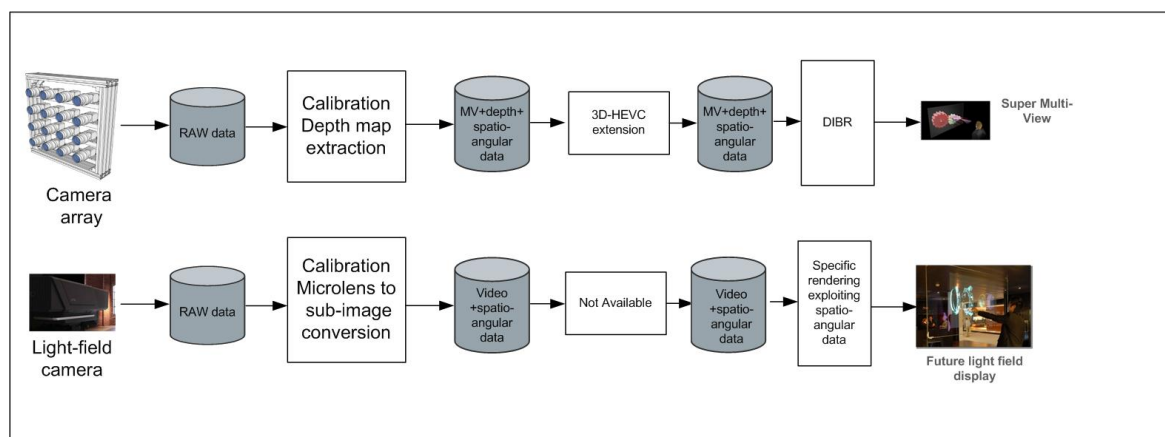 Camera
array
RAW data
Calibration
Depth map
extraction
MV+depth+
spatio-
angular
data
3D-HEVC
extension
MV+depth+
spatio-
angular
data
DIBR
Super Multi-
View
Light-field
camera
RAW data
Calibration
Microlens to
sub-image
conversion
Video
+spatio-
angular
data
Not Available
Video
+spatio-
angular
data
Specific
rendering
exploiting
spatio-
angular
data
Future light field
display